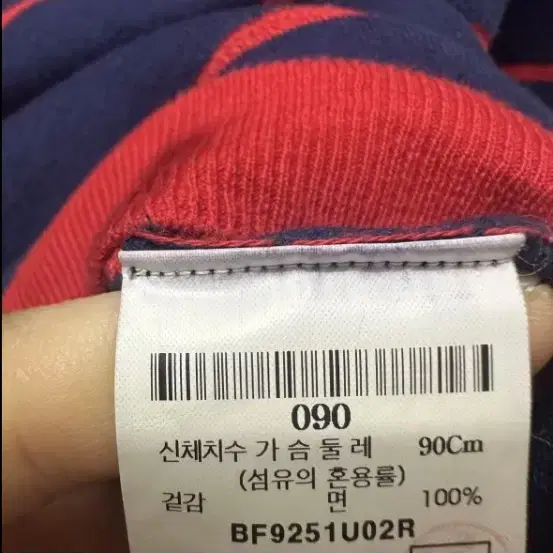 090
신체치수 가 슴 둘 레 90Cm
(섬유의 혼용률)
겉감 면 100%
BF9251U02R